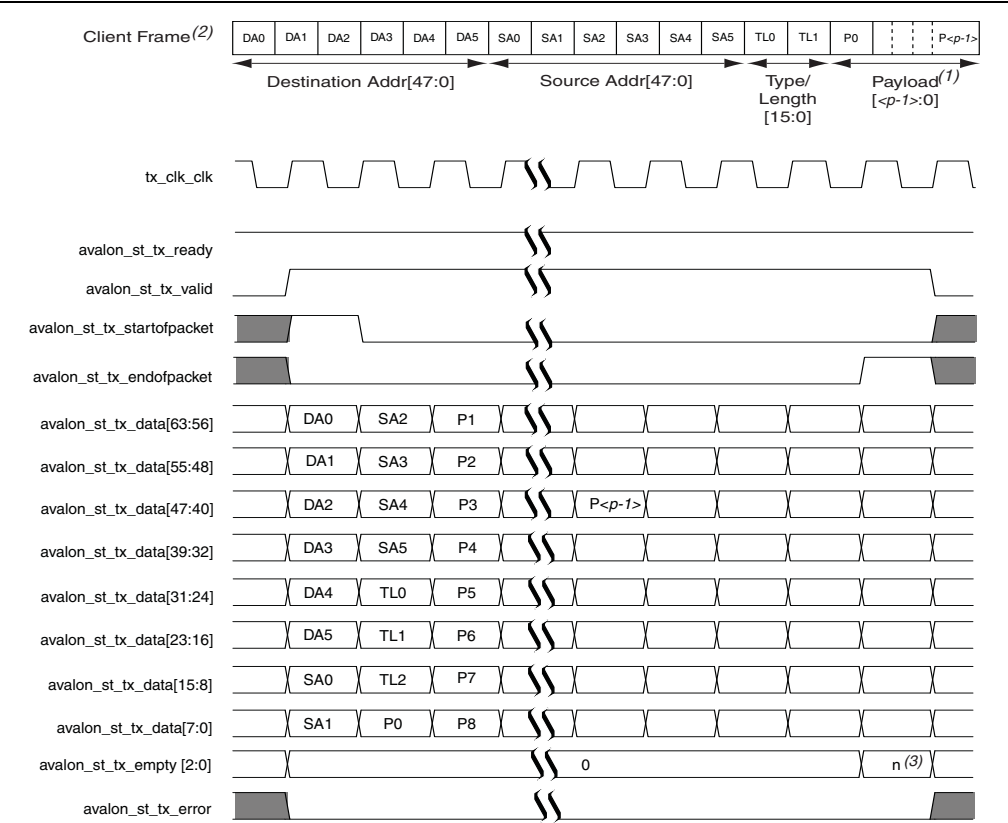 Client Frame(2) DA0 DA1 DA2 DA3 DA4 DA5 SA0 SA1 SA2 SA3 SA4 SA5 TL0 TL1 P0 P<p-1>
Destination Addr[47:0] Source Addr[47:0] Type/ Payload(1)
Length [<p-1>:0]
[15:0]
tx_clk_clk
avalon_st_tx_ready
avalon_st_tx_valid
avalon_st_tx_startofpacket
avalon_st_tx_endofpacket
avalon_st_tx_data[63:56] DA0 SA2 P1
avalon_st_tx_data[55:48] DA1 SA3 P2
avalon_st_tx_data[47:40] DA2 SA4 P3 P<p-1>
avalon_st_tx_data[39:32] DA3 SA5 P4
avalon_st_tx_data[31:24] DA4 TL0 P5
avalon_st_tx_data[23:16] DA5 TL1 P6
avalon_st_tx_data[15:8] SA0 TL2 P7
avalon_st_tx_data[7:0] SA1 P0 P8
avalon_st_tx_empty [2:0] 0 n (3)
avalon_st_tx_error